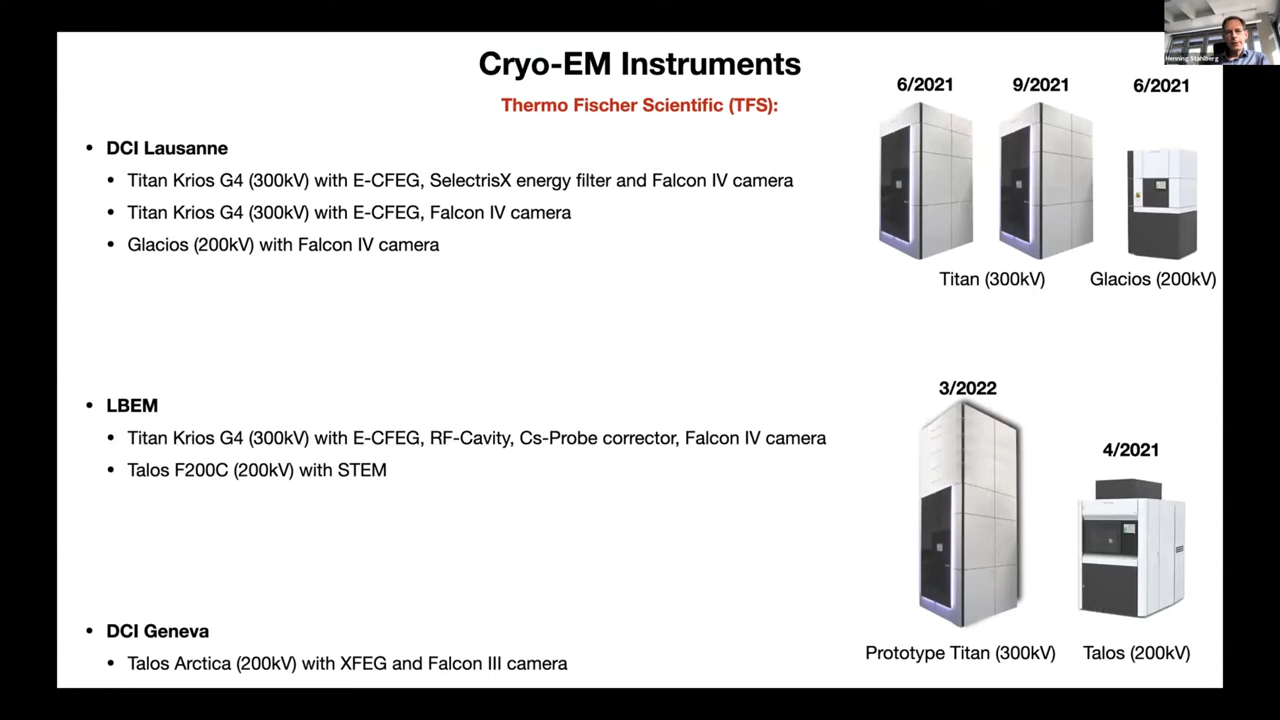 Cryo-EM Instruments
Thermo Fischer Scientific (TFS):
Henning Stahlberg
6/2021
9/2021
6/2021
• DCI Lausanne
• Titan Krios G4 (300kV) with E-CFEG, SelectrisX energy filter and Falcon IV camera
• Titan Krios G4 (300kV) with E-CFEG, Falcon IV camera
• Glacios (200kV) with Falcon IV camera
Titan (300kV)
Glacios (200kV)
3/2022
4/2021
• LBEM
• Titan Krios G4 (300kV) with E-CFEG, RF-Cavity, Cs-Probe corrector, Falcon IV camera
• Talos F200C (200kV) with STEM
Prototype Titan (300kV)
Talos (200kV)
• DCI Geneva
• Talos Arctica (200kV) with XFEG and Falcon III camera